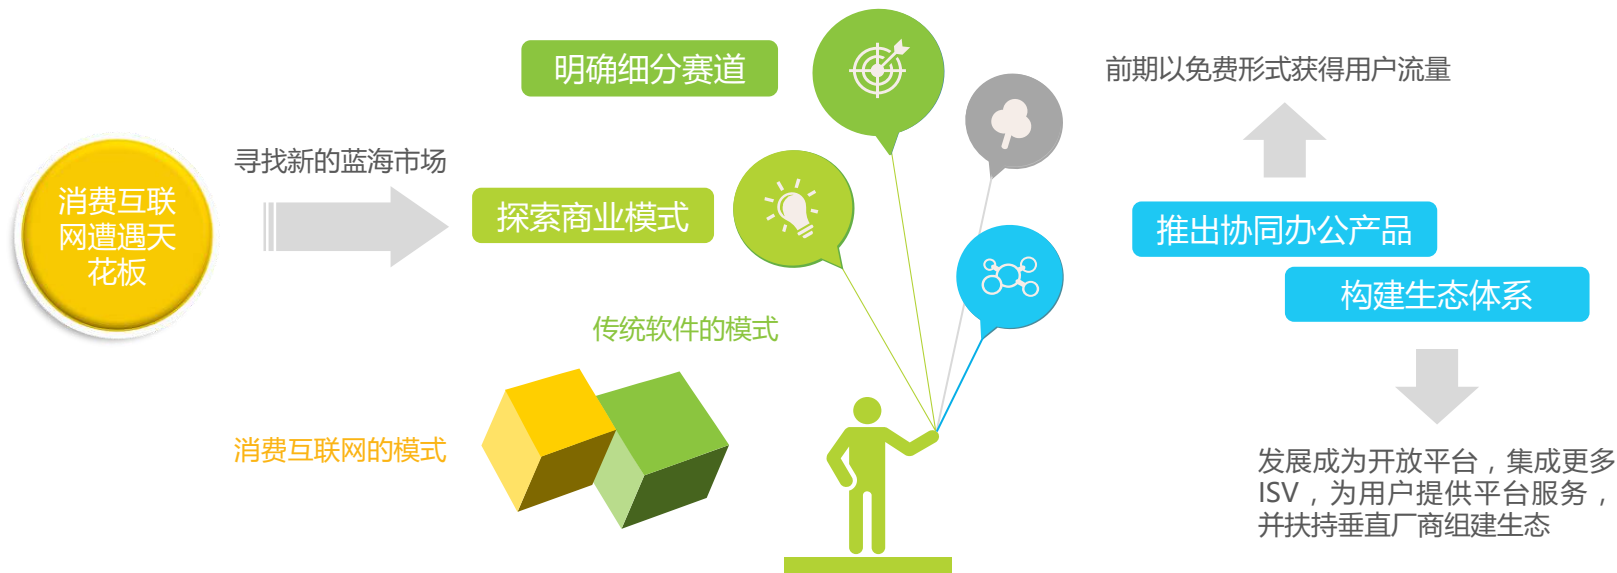 消费互联
网遭遇天
花板
寻找新的蓝海市场
明确细分赛道
探索商业模式
传统软件的模式
消费互联网的模式
前期以免费形式获得用户流量
推出协同办公产品
构建生态体系
发展成为开放平台，集成更多
ISV，为用户提供平台服务，
并扶持垂直厂商组建生态